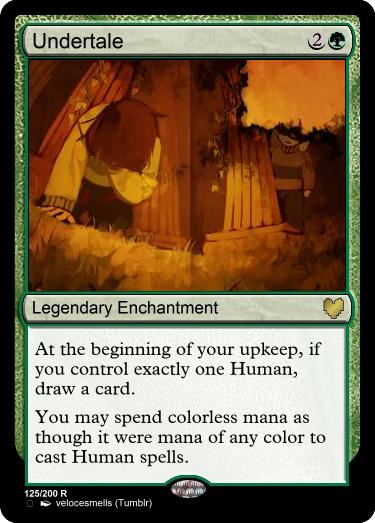 Undertale 2
Legendary Enchantment
At the beginning of your upkeep, if
you control exactly one Human,
draw a card.
You may spend colorless mana as
though it were mana of any color to
cast Human spells.
125/200 R
velocesmells (Tumblr)